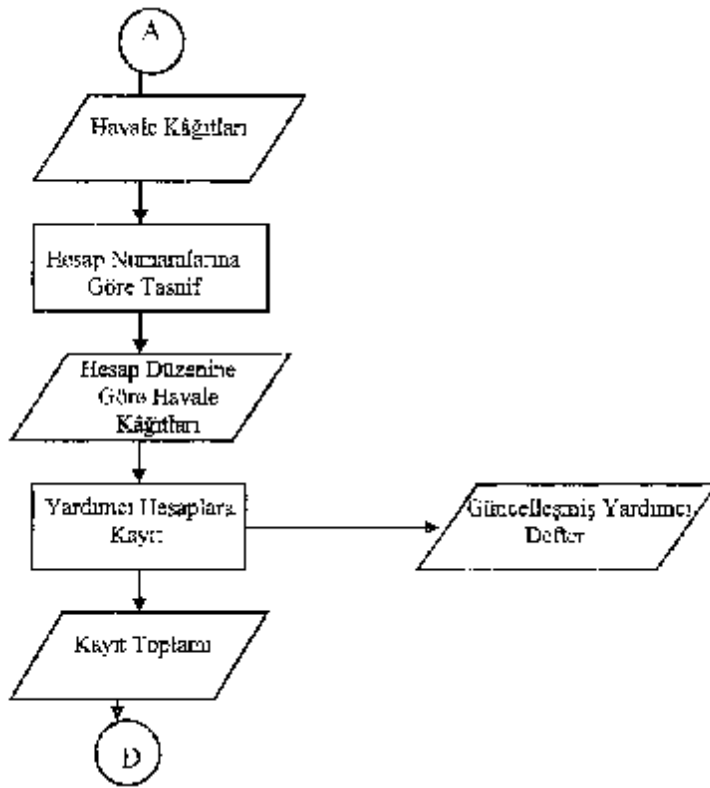 A
Havale Kâğıtları
Hesap Numaralarına
Göre Tasnif
Hesap Düzenine
Göre Havale
Kâğıtları
Yardımcı Hesaplara
Kayıt
Güncelleşmiş Yardımcı
Defter
Kayıt Toplamı
D